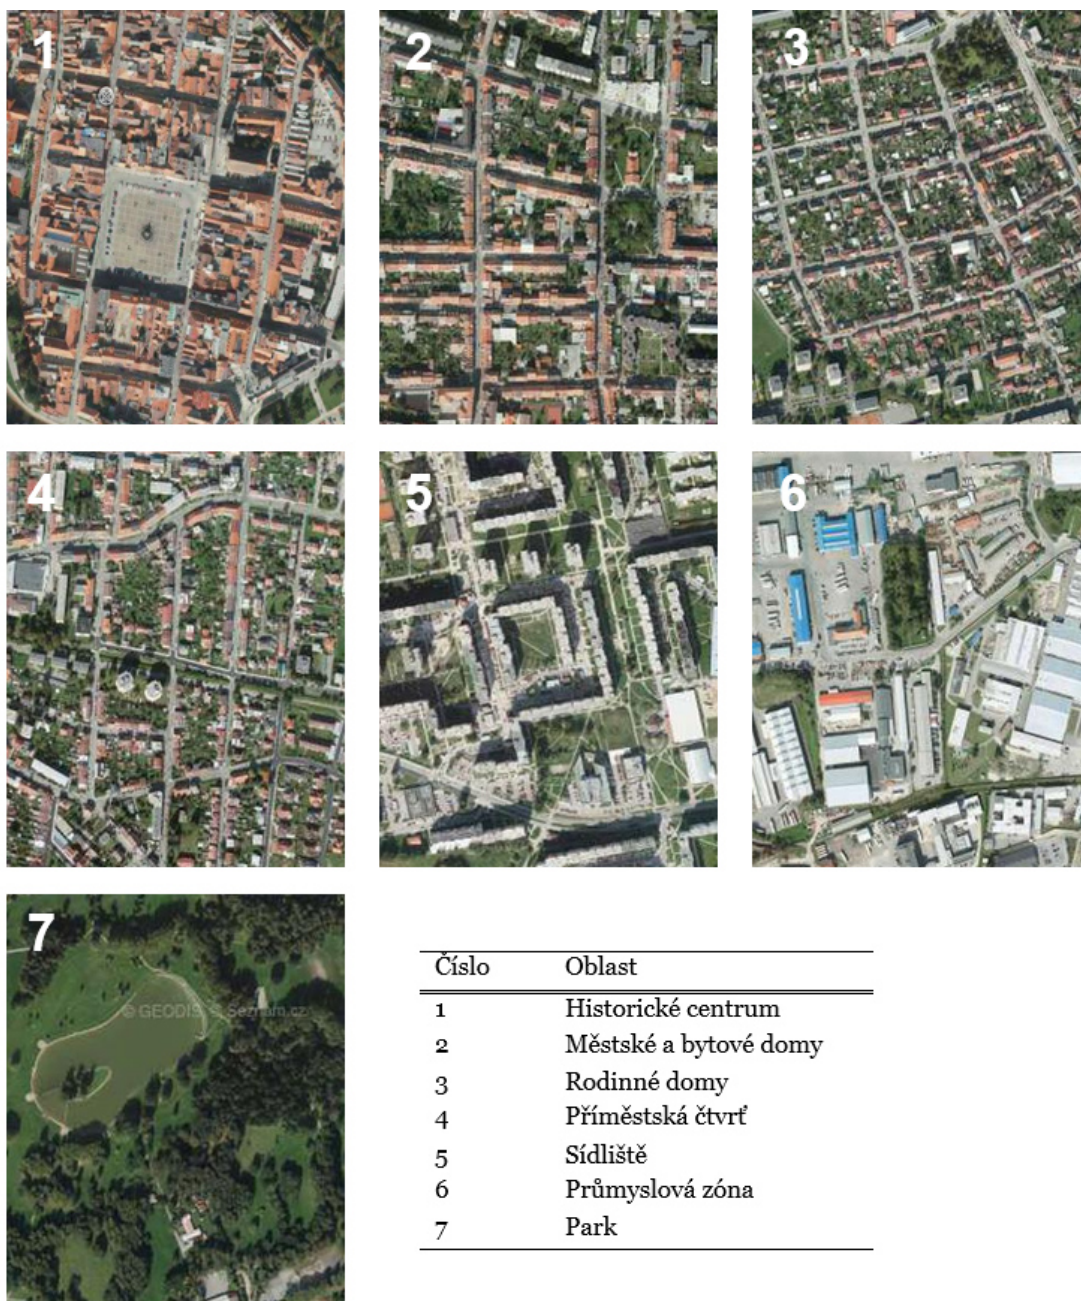 1
2
3
4
5
6
7
© GEODIS, © Seznam.cz
Číslo Oblast
1 Historické centrum
2 Městské a bytové domy
3 Rodinné domy
4 Příměstská čtvrť
5 Sídliště
6 Průmyslová zóna
7 Park